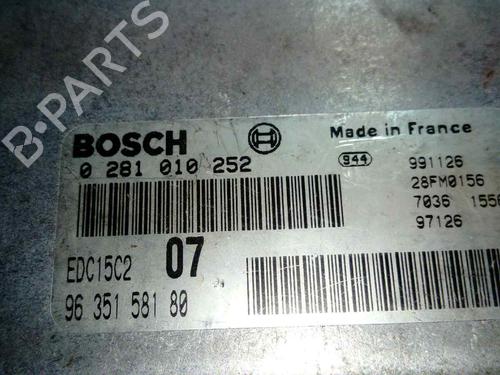 B-PARTS
BOSCH
Made in France
0 281 010 252
944
991126
28FM0156
7036
97126
EDC15C2
07
96 351 581 80